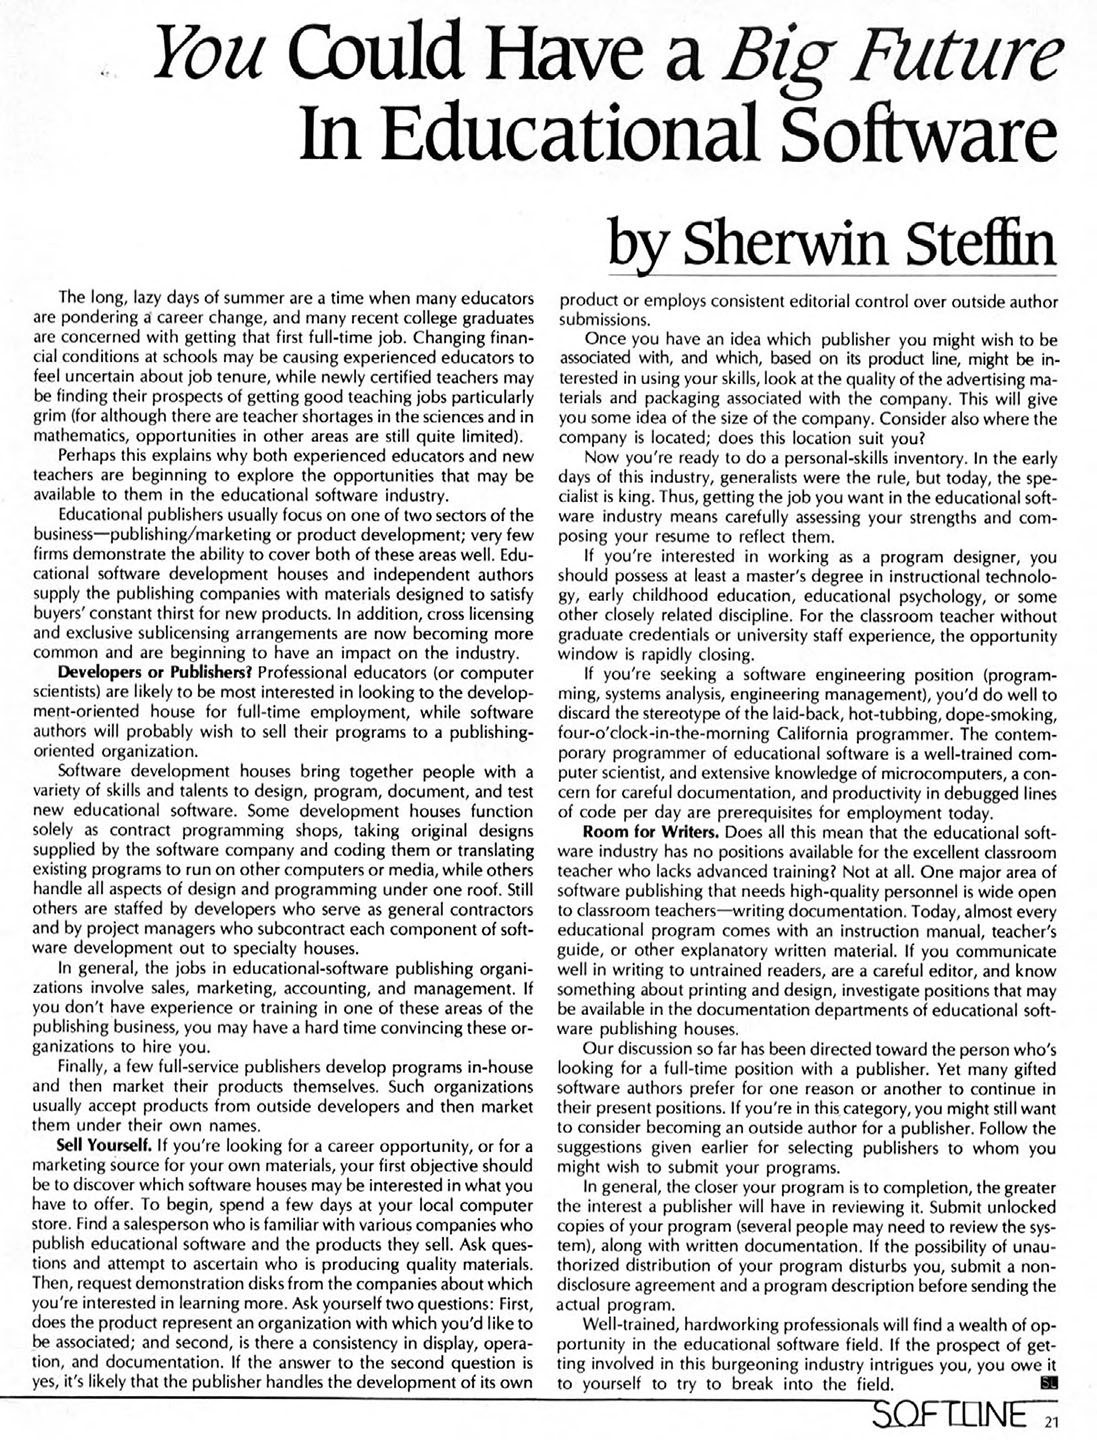 You Could Have a Big Future
In Educational Software
by Sherwin Steffin
The long, lazy days of summer are a time when many educators
are pondering a career change, and many recent college graduates
are concerned with getting that first full-time job. Changing finan-
cial conditions at schools may be causing experienced educators to
feel uncertain about job tenure, while newly certified teachers may
be finding their prospects of getting good teaching jobs particularly
grim (for although there are teacher shortages in the sciences and in
mathematics, opportunities in other areas are still quite limited).
Perhaps this explains why both experienced educators and new
teachers are beginning to explore the opportunities that may be
available to them in the educational software industry.
Educational publishers usually focus on one of two sectors of the
business—publishing/marketing or product development; very few
firms demonstrate the ability to cover both of these areas well. Edu-
cational software development houses and independent authors
supply the publishing companies with materials designed to satisfy
buyers' constant thirst for new products. In addition, cross licensing
and exclusive sublicensing arrangements are now becoming more
common and are beginning to have an impact on the industry.
Developers or Publishers? Professional educators (or computer
scientists) are likely to be most interested in looking to the develop-
ment-oriented house for full-time employment, while software
authors will probably wish to sell their programs to a publishing-
oriented organization.
Software development houses bring together people with a
variety of skills and talents to design, program, document, and test
new educational software. Some development houses function
solely as contract programming shops, taking original designs
supplied by the software company and coding them or translating
existing programs to run on other computers or media, while others
handle all aspects of design and programming under one roof. Still
others are staffed by developers who serve as general contractors
and by project managers who subcontract each component of soft-
ware development out to specialty houses.
In general, the jobs in educational-software publishing organi-
zations involve sales, marketing, accounting, and management. If
you don't have experience or training in one of these areas of the
publishing business, you may have a hard time convincing these or-
ganizations to hire you.
Finally, a few full-service publishers develop programs in-house
and then market their products themselves. Such organizations
usually accept products from outside developers and then market
them under their own names.
Sell Yourself. If you're looking for a career opportunity, or for a
marketing source for your own materials, your first objective should
be to discover which software houses may be interested in what you
have to offer. To begin, spend a few days at your local computer
store. Find a salesperson who is familiar with various companies who
publish educational software and the products they sell. Ask ques-
tions and attempt to ascertain who is producing quality materials.
Then, request demonstration disks from the companies about which
you're interested in learning more. Ask yourself two questions: First,
does the product represent an organization with which you'd like to
be associated; and second, is there a consistency in display, opera-
tion, and documentation. If the answer to the second question is
yes, it's likely that the publisher handles the development of its own
product or employs consistent editorial control over outside author
submissions.
Once you have an idea which publisher you might wish to be
associated with, and which, based on its product line, might be in-
terested in using your skills, look at the quality of the advertising ma-
terials and packaging associated with the company. This will give
you some idea of the size of the company. Consider also where the
company is located; does this location suit you?
Now you're ready to do a personal-skills inventory. In the early
days of this industry, generalists were the rule, but today, the spe-
cialist is king. Thus, getting the job you want in the educational soft-
ware industry means carefully assessing your strengths and com-
posing your resume to reflect them.
If you're interested in working as a program designer, you
should possess at least a master's degree in instructional technolo-
gy, early childhood education, educational psychology, or some
other closely related discipline. For the classroom teacher without
graduate credentials or university staff experience, the opportunity
window is rapidly closing.
If you're seeking a software engineering position (program-
ming, systems analysis, engineering management), you'd do well to
discard the stereotype of the laid-back, hot-tubbing, dope-smoking,
four-o'clock-in-the-morning California programmer. The contem-
porary programmer of educational software is a well-trained com-
puter scientist, and extensive knowledge of microcomputers, a con-
cern for careful documentation, and productivity in debugged lines
of code per day are prerequisites for employment today.
Room for Writers. Does all this mean that the educational soft-
ware industry has no positions available for the excellent classroom
teacher who lacks advanced training? Not at all. One major area of
software publishing that needs high-quality personnel is wide open
to classroom teachers—writing documentation. Today, almost every
educational program comes with an instruction manual, teacher's
guide, or other explanatory written material. If you communicate
well in writing to untrained readers, are a careful editor, and know
something about printing and design, investigate positions that may
be available in the documentation departments of educational soft-
ware publishing houses.
Our discussion so far has been directed toward the person who's
looking for a full-time position with a publisher. Yet many gifted
software authors prefer for one reason or another to continue in
their present positions. If you're in this category, you might still want
to consider becoming an outside author for a publisher. Follow the
suggestions given earlier for selecting publishers to whom you
might wish to submit your programs.
In general, the closer your program is to completion, the greater
the interest a publisher will have in reviewing it. Submit unlocked
copies of your program (several people may need to review the sys-
tem), along with written documentation. If the possibility of unau-
thorized distribution of your program disturbs you, submit a non-
disclosure agreement and a program description before sending the
actual program.
Well-trained, hardworking professionals will find a wealth of op-
portunity in the educational software field. If the prospect of get-
ting involved in this burgeoning industry intrigues you, you owe it
to yourself to try to break into the field. SL
SOFTLINE 21